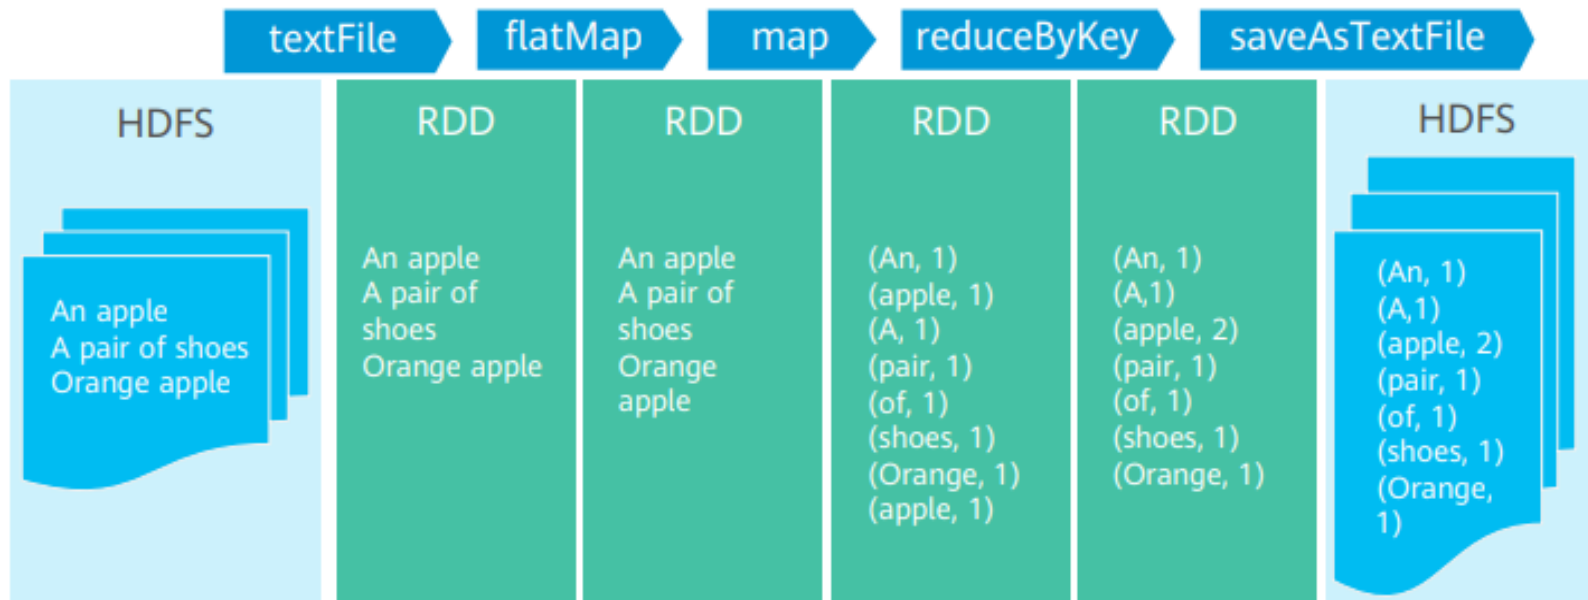 textFile
flatMap
map
reduceByKey
saveAsTextFile
HDFS
An apple
A pair of shoes
Orange apple
RDD
An apple
A pair of
shoes
Orange apple
RDD
An apple
A pair of
shoes
Orange
apple
RDD
(An, 1)
(apple, 1)
(A, 1)
(pair, 1)
(of, 1)
(shoes, 1)
(Orange, 1)
(apple, 1)
RDD
(An, 1)
(A,1)
(apple, 2)
(pair, 1)
(of, 1)
(shoes, 1)
(Orange, 1)
HDFS
(An, 1)
(A,1)
(apple, 2)
(pair, 1)
(of, 1)
(shoes, 1)
(Orange,
1)